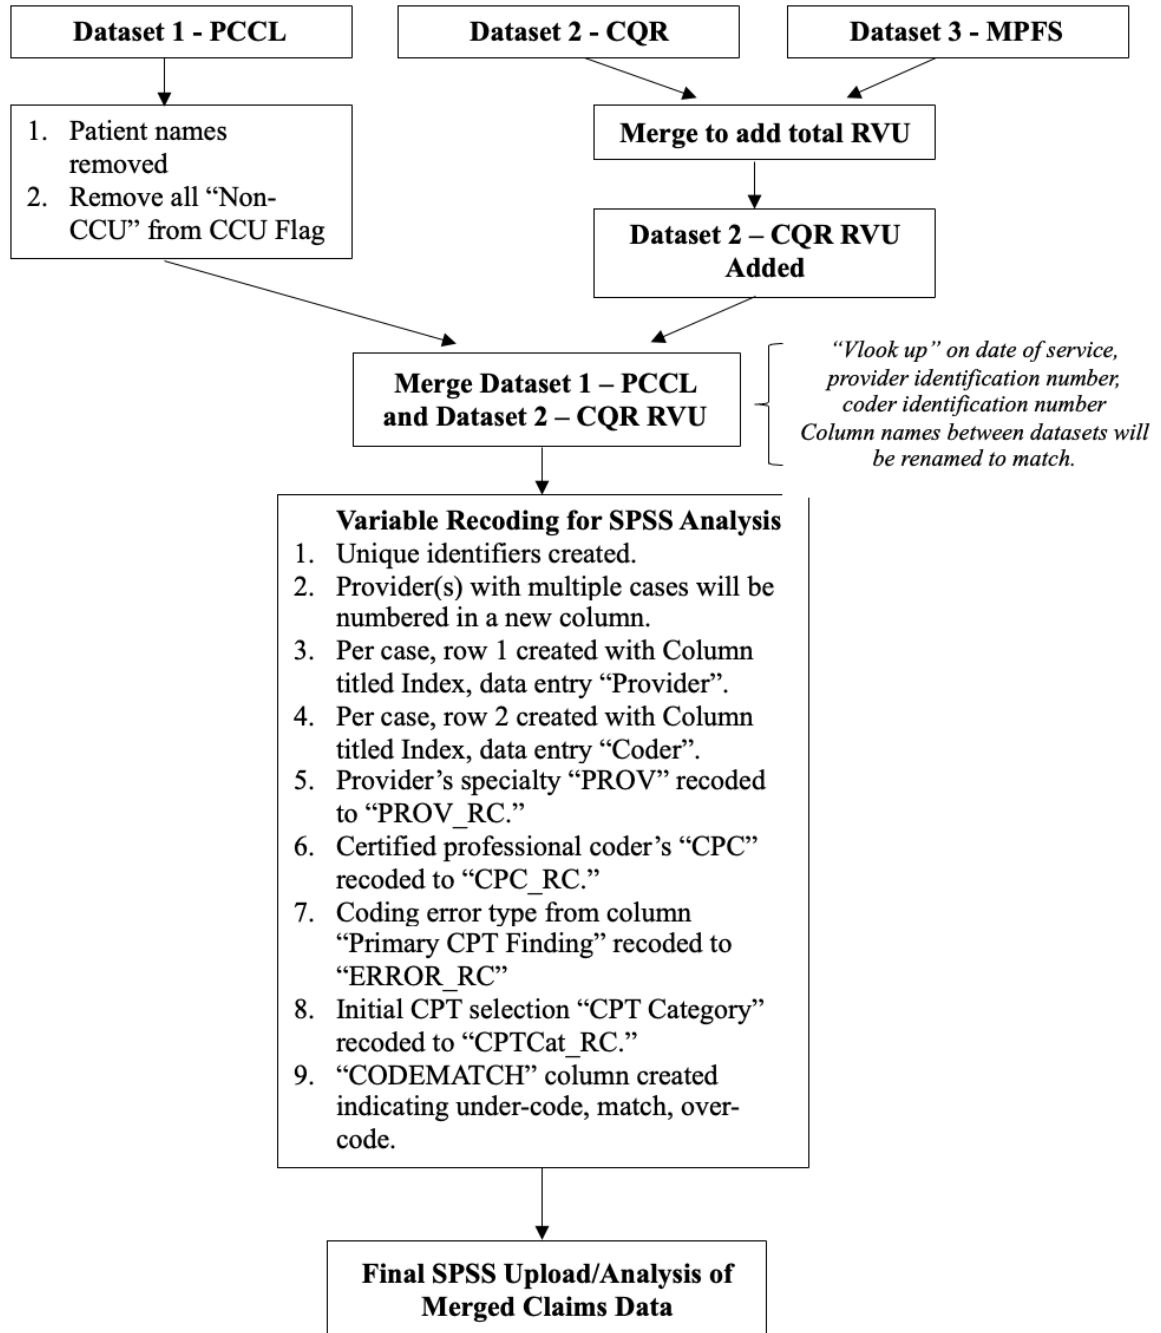 Dataset 1 - PCCL
Dataset 2 - CQR
Dataset 3 - MPFS
1. Patient names
removed
2. Remove all “Non-
CCU” from CCU Flag
Merge to add total RVU
Dataset 2 – CQR RVU
Added
Merge Dataset 1 – PCCL
and Dataset 2 – CQR RVU
“Vlook up” on date of service,
provider identification number,
coder identification number
Column names between datasets will
be renamed to match.
Variable Recoding for SPSS Analysis
1. Unique identifiers created.
2. Provider(s) with multiple cases will be
numbered in a new column.
3. Per case, row 1 created with Column
titled Index, data entry “Provider”.
4. Per case, row 2 created with Column
titled Index, data entry “Coder”.
5. Provider’s specialty “PROV” recoded
to “PROV_RC.”
6. Certified professional coder’s “CPC”
recoded to “CPC_RC.”
7. Coding error type from column
“Primary CPT Finding” recoded to
“ERROR_RC”
8. Initial CPT selection “CPT Category”
recoded to “CPTCat_RC.”
9. “CODEMATCH” column created
indicating under-code, match, over-
code.
Final SPSS Upload/Analysis of
Merged Claims Data